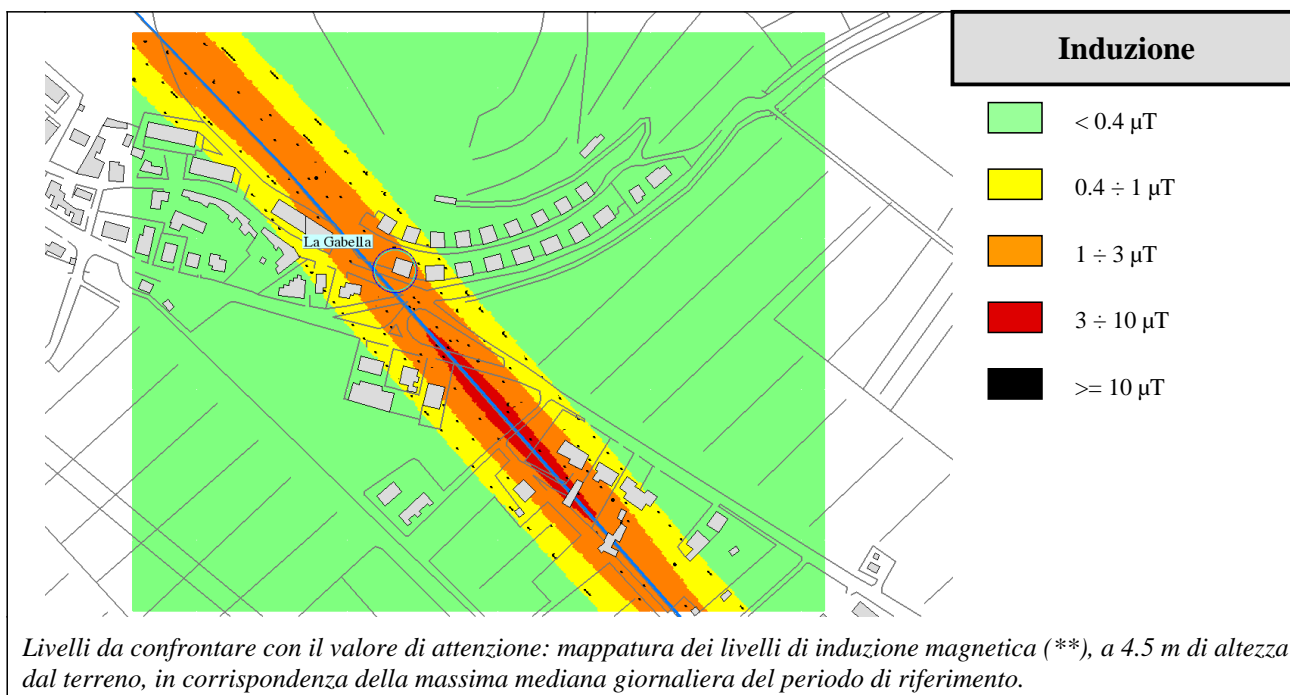 Induzione
< 0.4 µT
0.4 ÷ 1 µT
1 ÷ 3 µT
3 ÷ 10 µT
>= 10 µT
La Gabella
Livelli da confrontare con il valore di attenzione: mappatura dei livelli di induzione magnetica (**), a 4.5 m di altezza
dal terreno, in corrispondenza della massima mediana giornaliera del periodo di riferimento.